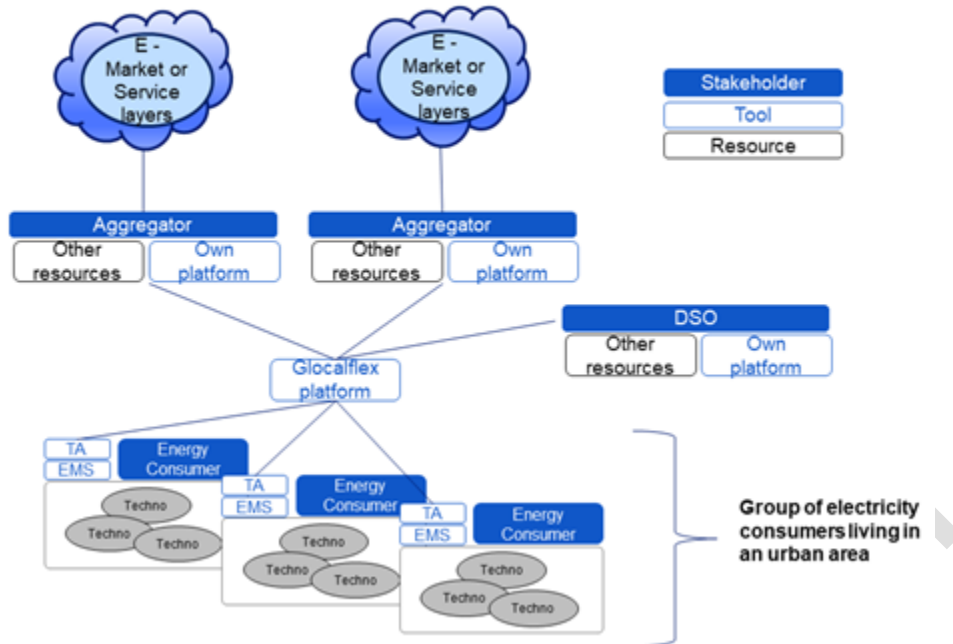 E -
Market or
Service
layers
E -
Market or
Service
layers
Stakeholder
Tool
Resource
Aggregator
Other
resources
Own
platform
Aggregator
Other
resources
Own
platform
DSO
Other
resources
Own
platform
Glocalflex
platform
TA
EMS
Energy
Consumer
Techno
Techno
Techno
TA
EMS
Energy
Consumer
Techno
Techno
Techno
TA
EMS
Energy
Consumer
Techno
Techno
Techno
Group of electricity
consumers living in
an urban area